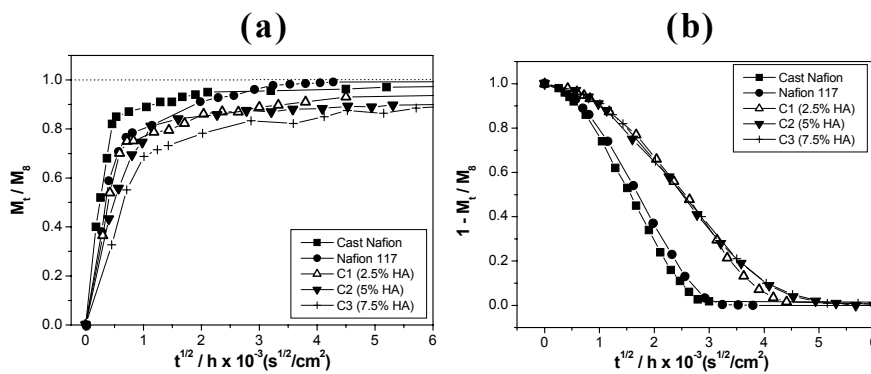 (a)
M_t / M_8
1.0
0.8
0.6
0.4
0.2
0.0
Cast Nafion
Nafion 117
C1 (2.5% HA)
C2 (5% HA)
C3 (7.5% HA)
0 1 2 3 4 5 6
t^{1/2} / h x 10^{-3}(s^{1/2}/cm^2)
(b)
1 - M_t / M_8
1.0
0.8
0.6
0.4
0.2
0.0
Cast Nafion
Nafion 117
C1 (2.5% HA)
C2 (5% HA)
C3 (7.5% HA)
0 1 2 3 4 5 6
t^{1/2} / h x 10^{-3}(s^{1/2}/cm^2)